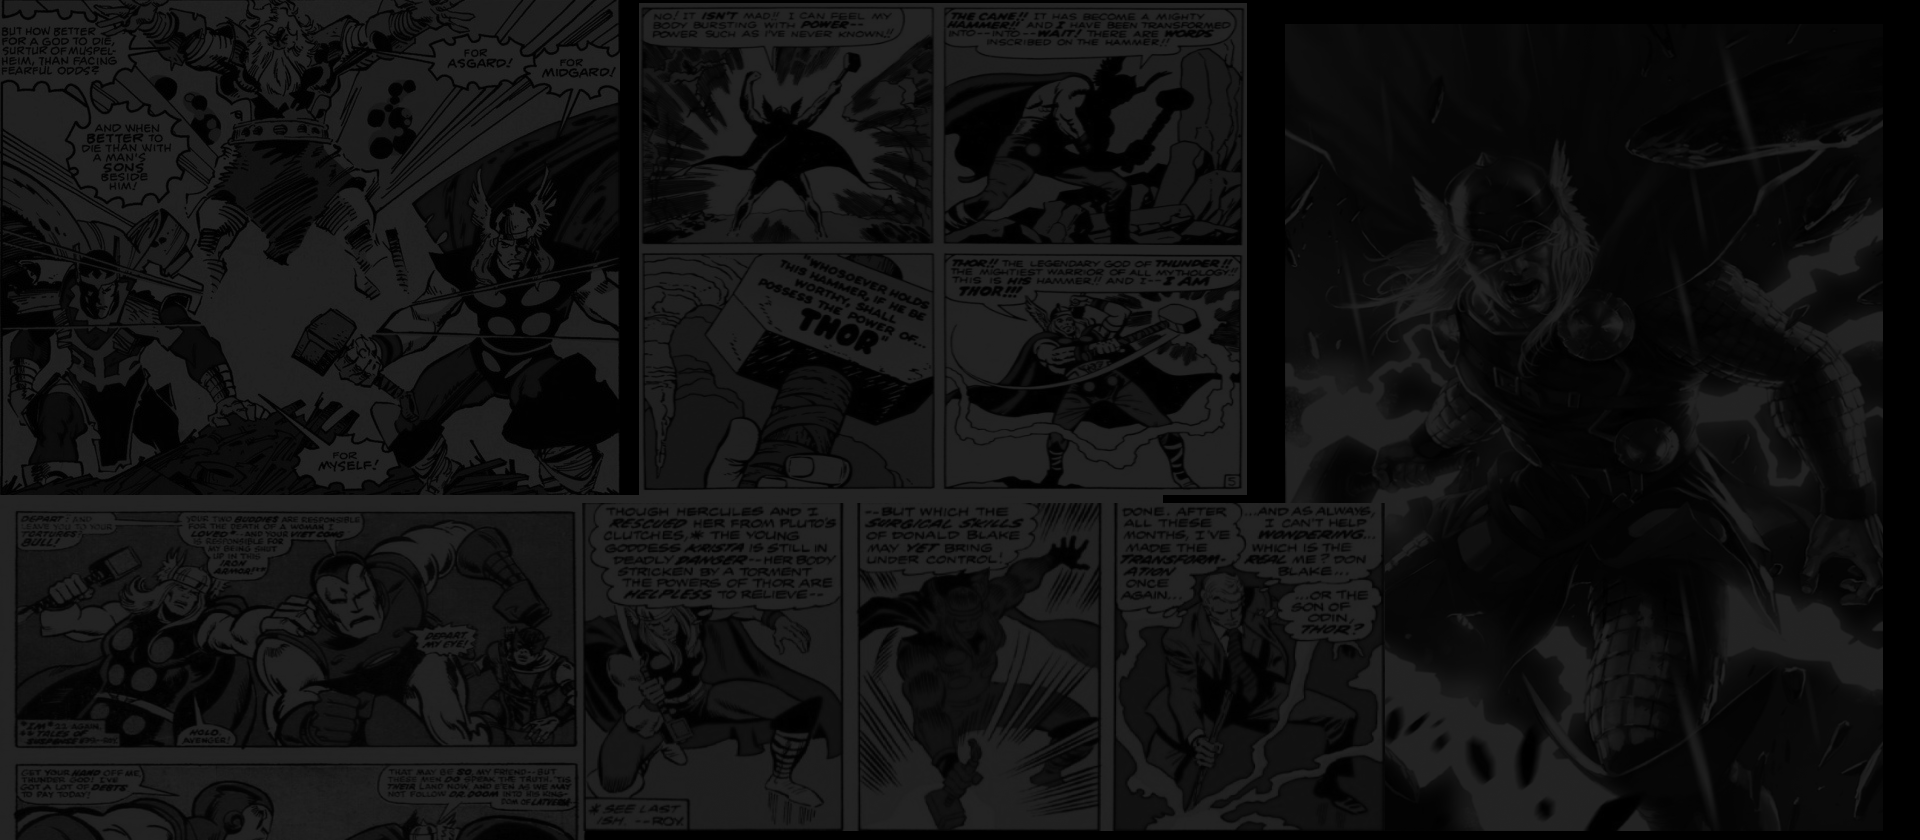 BUT HOW BETTER
FOR A GOD TO DIE,
SURTUR OF MUSPEL-
HEIM, THAN FACING
FEARFUL ODDS?
FOR
ASGARD!
FOR
MIDGARD!
AND WHEN
BETTER TO
DIE THAN WITH
A MAN'S
SONS
BESIDE
HIM!
FOR
MYSELF!
NO! IT ISN'T MAD!! I CAN FEEL MY
BODY BURSTING WITH POWER--
POWER SUCH AS I'VE NEVER KNOWN!!
THE CANE!! IT HAS BECOME A MIGHTY
HAMMER!! AND I HAVE BEEN TRANSFORMED
INTO--INTO--WAIT! THERE ARE WORDS
INSCRIBED ON THE HAMMER!!
"WHOSOEVER HOLDS
THIS HAMMER, IF HE BE
WORTHY, SHALL
POSSESS THE POWER OF...
THOR"
THOR!! THE LEGENDARY GOD OF THUNDER!!
THE MIGHTIEST WARRIOR OF ALL MYTHOLOGY!!
THIS IS HIS HAMMER!! AND I-- I AM
THOR!!!
5
DEPART! AND
LEAVE YOU TO YOUR
TORTURES?
BULL!
YOUR TWO BUDDIES ARE RESPONSIBLE
FOR THE DEATH OF A WOMAN I
LOVED*--AND YOUR VIET CONG
IS RESPONSIBLE FOR
MY BEING SHUT
UP IN THIS
IRON
ARMOR!**
DEPART
MY EYE!
*I.M. IS AGAIN.
** TALES OF
SUSPENSE #39.--ROY.
HOLD,
AVENGER!
GET YOUR HAND OFF ME,
THUNDER GOD! I'VE
GOT A LOT OF DEBTS
TO PAY TODAY!
THAT MAY BE SO, MY FRIEND--BUT
THESE MEN DO SPEAK THE TRUTH. 'TIS
THEIR LAND NOW, AND E'EN AS WE MAY
NOT FOLLOW DR. DOOM INTO HIS KING-
DOM OF LATVERIA--
THOUGH HERCULES AND I
RESCUED HER FROM PLUTO'S
CLUTCHES,* THE YOUNG
GODDESS KRISTA IS STILL IN
DEADLY DANGER--HER BODY
STRICKEN BY A TORMENT
THE POWERS OF THOR ARE
HELPLESS TO RELIEVE--
* SEE LAST
ISH. --ROY.
--BUT WHICH THE
SURGICAL SKILLS
OF DONALD BLAKE
MAY YET BRING
UNDER CONTROL!
DONE. AFTER
ALL THESE
MONTHS, I'VE
MADE THE
TRANSFORM-
ATION
ONCE
AGAIN...
...AND AS ALWAYS,
I CAN'T HELP
WONDERING...
WHICH IS THE
REAL ME? DON
BLAKE...
...OR THE
SON OF
ODIN,
THOR?